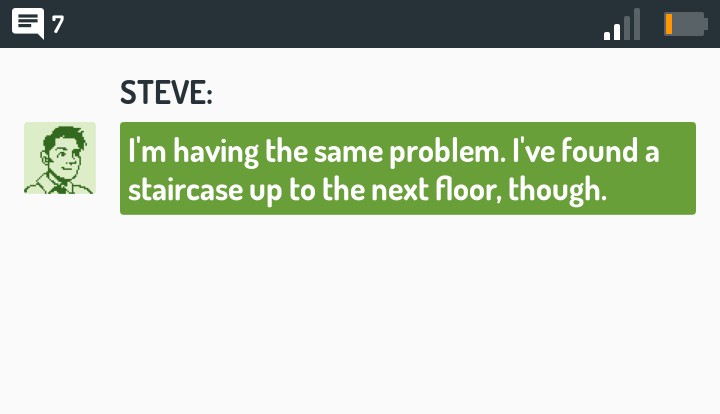 7
STEVE:
I'm having the same problem. I've found a
staircase up to the next floor, though.